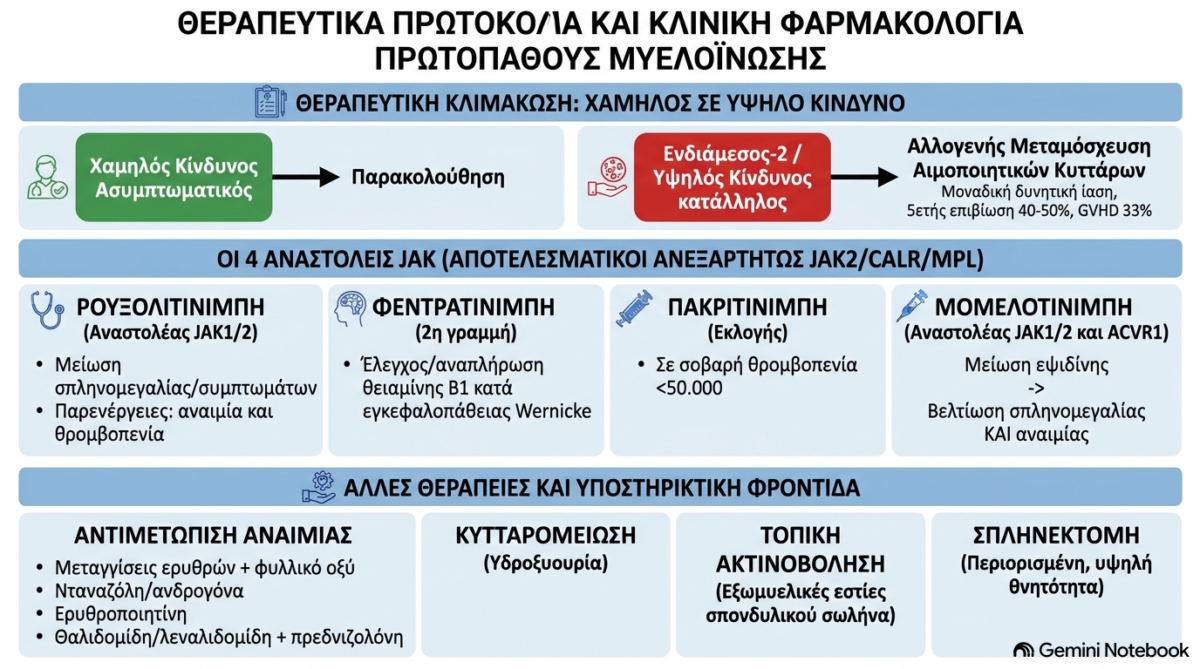 ΘΕΡΑΠΕΥΤΙΚΑ ΠΡΩΤΟΚΟΛΛΑ ΚΑΙ ΚΛΙΝΙΚΗ ΦΑΡΜΑΚΟΛΟΓΙΑ
ΠΡΩΤΟΠΑΘΟΥΣ ΜΥΕΛΟΪΝΩΣΗΣ
ΘΕΡΑΠΕΥΤΙΚΗ ΚΛΙΜΑΚΩΣΗ: ΧΑΜΗΛΟΣ ΣΕ ΥΨΗΛΟ ΚΙΝΔΥΝΟ
Χαμηλός Κίνδυνος
Ασυμπτωματικός
Παρακολούθηση
Ενδιάμεσος-2 /
Υψηλός Κίνδυνος
κατάλληλος
Αλλογενής Μεταμόσχευση
Αιμοποιητικών Κυττάρων
Μοναδική δυνητική ίαση,
5ετής επιβίωση 40-50%, GVHD 33%
ΟΙ 4 ΑΝΑΣΤΟΛΕΙΣ JAK (ΑΠΟΤΕΛΕΣΜΑΤΙΚΟΙ ΑΝΕΞΑΡΤΗΤΩΣ JAK2/CALR/MPL)
ΡΟΥΞΟΛΙΤΙΝΙΜΠΗ
(Αναστολέας JAK1/2)
• Μείωση
σπληνομεγαλίας/συμπτωμάτων
• Παρενέργειες: αναιμία και
θρομβοπενία
ΦΕΝΤΡΑΤΙΝΙΜΠΗ
(2η γραμμή)
• Έλεγχος/αναπλήρωση
θειαμίνης Β1 κατά
εγκεφαλοπάθειας Wernicke
ΠΑΚΡΙΤΙΝΙΜΠΗ
(Εκλογής)
• Σε σοβαρή θρομβοπενία
<50.000
ΜΟΜΕΛΟΤΙΝΙΜΠΗ
(Αναστολέας JAK1/2 και ACVR1)
Μείωση εψιδίνης
->
Βελτίωση σπληνομεγαλίας
ΚΑΙ αναιμίας
ΑΛΛΕΣ ΘΕΡΑΠΕΙΕΣ ΚΑΙ ΥΠΟΣΤΗΡΙΚΤΙΚΗ ΦΡΟΝΤΙΔΑ
ΑΝΤΙΜΕΤΩΠΙΣΗ ΑΝΑΙΜΙΑΣ
• Μεταγγίσεις ερυθρών + φυλλικό οξύ
• Νταναζόλη/ανδρογόνα
• Ερυθροποιητίνη
• Θαλιδομίδη/λεναλιδομίδη + πρεδνιζολόνη
ΚΥΤΤΑΡΟΜΕΙΩΣΗ
(Υδροξυουρία)
ΤΟΠΙΚΗ
ΑΚΤΙΝΟΒΟΛΗΣΗ
(Εξωμυελικές εστίες
σπονδυλικού σωλήνα)
ΣΠΛΗΝΕΚΤΟΜΗ
(Περιορισμένη, υψηλή
θνητότητα)
Gemini Notebook